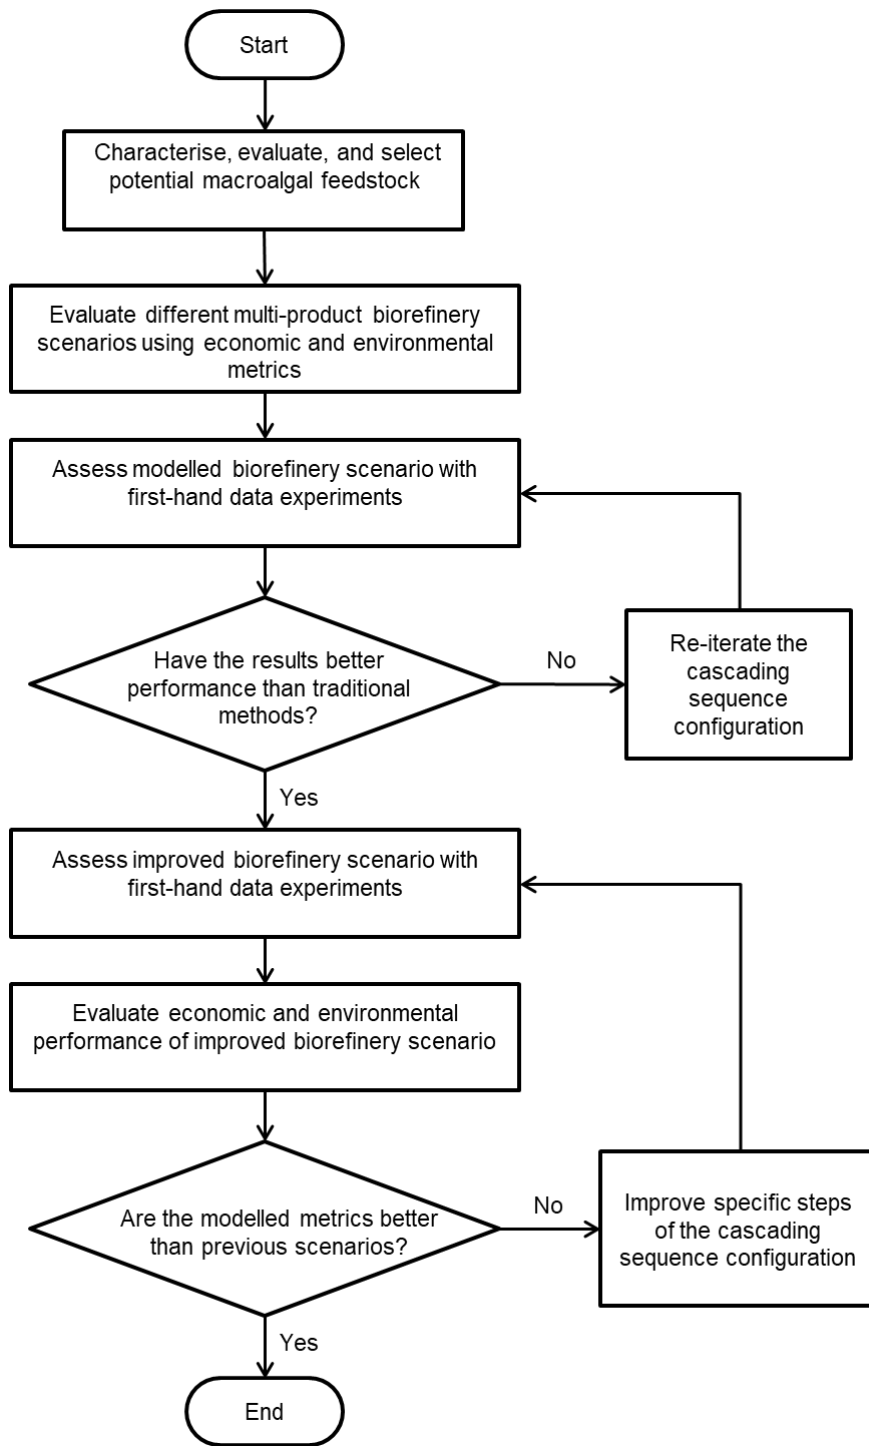 Start
Characterise, evaluate, and select
potential macroalgal feedstock
Evaluate different multi-product biorefinery
scenarios using economic and environmental
metrics
Assess modelled biorefinery scenario with
first-hand data experiments
Have the results better
performance than traditional
methods?
No
Re-iterate the
cascading
sequence
configuration
Yes
Assess improved biorefinery scenario with
first-hand data experiments
Evaluate economic and environmental
performance of improved biorefinery scenario
Are the modelled metrics better
than previous scenarios?
No
Improve specific steps
of the cascading
sequence configuration
Yes
End